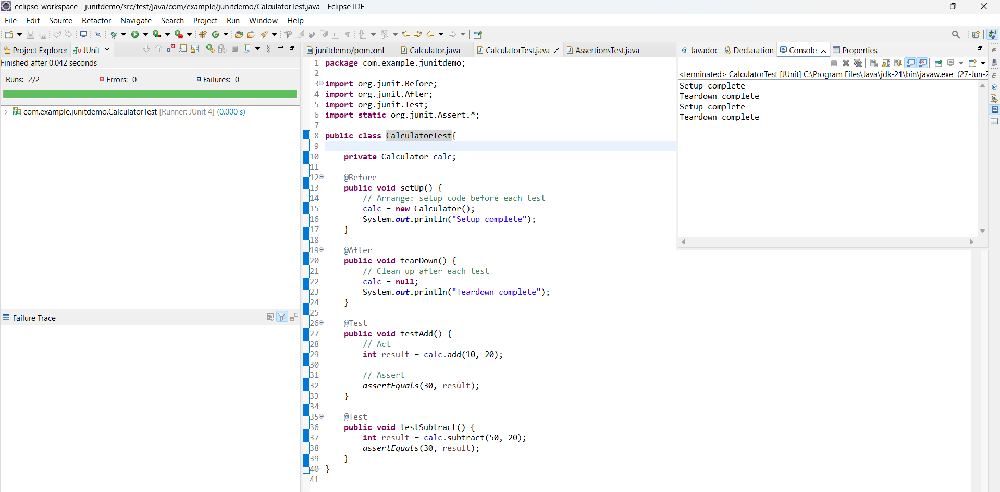 eclipse-workspace - junitdemo/src/test/java/com/example/junitdemo/CalculatorTest.java - Eclipse IDE
File Edit Source Refactor Navigate Search Project Run Window Help
Project Explorer JUnit
Finished after 0.042 seconds
Runs: 2/2 Errors: 0 Failures: 0
com.example.junitdemo.CalculatorTest [Runner: JUnit 4] (0.000 s)
Failure Trace
junitdemo/pom.xml Calculator.java CalculatorTest.java AssertionsTest.java
1 package com.example.junitdemo;
2
3 import org.junit.Before;
4 import org.junit.After;
5 import org.junit.Test;
6 import static org.junit.Assert.*;
7
8 public class CalculatorTest{
9
10 private Calculator calc;
11
12 @Before
13 public void setUp() {
14 // Arrange: setup code before each test
15 calc = new Calculator();
16 System.out.println("Setup complete");
17 }
18
19 @After
20 public void tearDown() {
21 // Clean up after each test
22 calc = null;
23 System.out.println("Teardown complete");
24 }
25
26 @Test
27 public void testAdd() {
28 // Act
29 int result = calc.add(10, 20);
30
31 // Assert
32 assertEquals(30, result);
33 }
34
35 @Test
36 public void testSubtract() {
37 int result = calc.subtract(50, 20);
38 assertEquals(30, result);
39 }
40 }
41
Javadoc Declaration Console Properties
<terminated> CalculatorTest [JUnit] C:\Program Files\Java\jdk-21\bin\javaw.exe (27-Jun-2
Setup complete
Teardown complete
Setup complete
Teardown complete